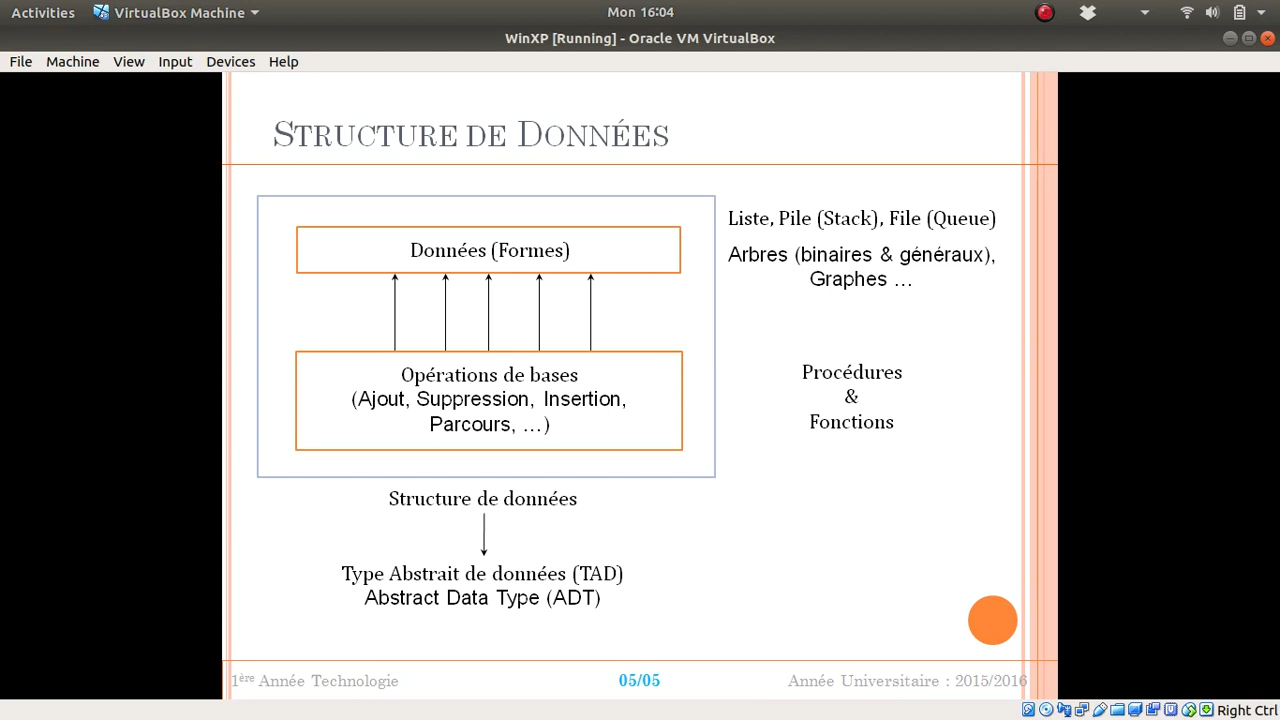 Activities VirtualBox Machine Mon 16:04
WinXP [Running] - Oracle VM VirtualBox
File Machine View Input Devices Help
STRUCTURE DE DONNÉES
Données (Formes)
Opérations de bases
(Ajout, Suppression, Insertion,
Parcours, …)
Liste, Pile (Stack), File (Queue)
Arbres (binaires & généraux),
Graphes …
Procédures
&
Fonctions
Structure de données
Type Abstrait de données (TAD)
Abstract Data Type (ADT)
1ère Année Technologie 05/05 Année Universitaire : 2015/2016
Right Ctrl